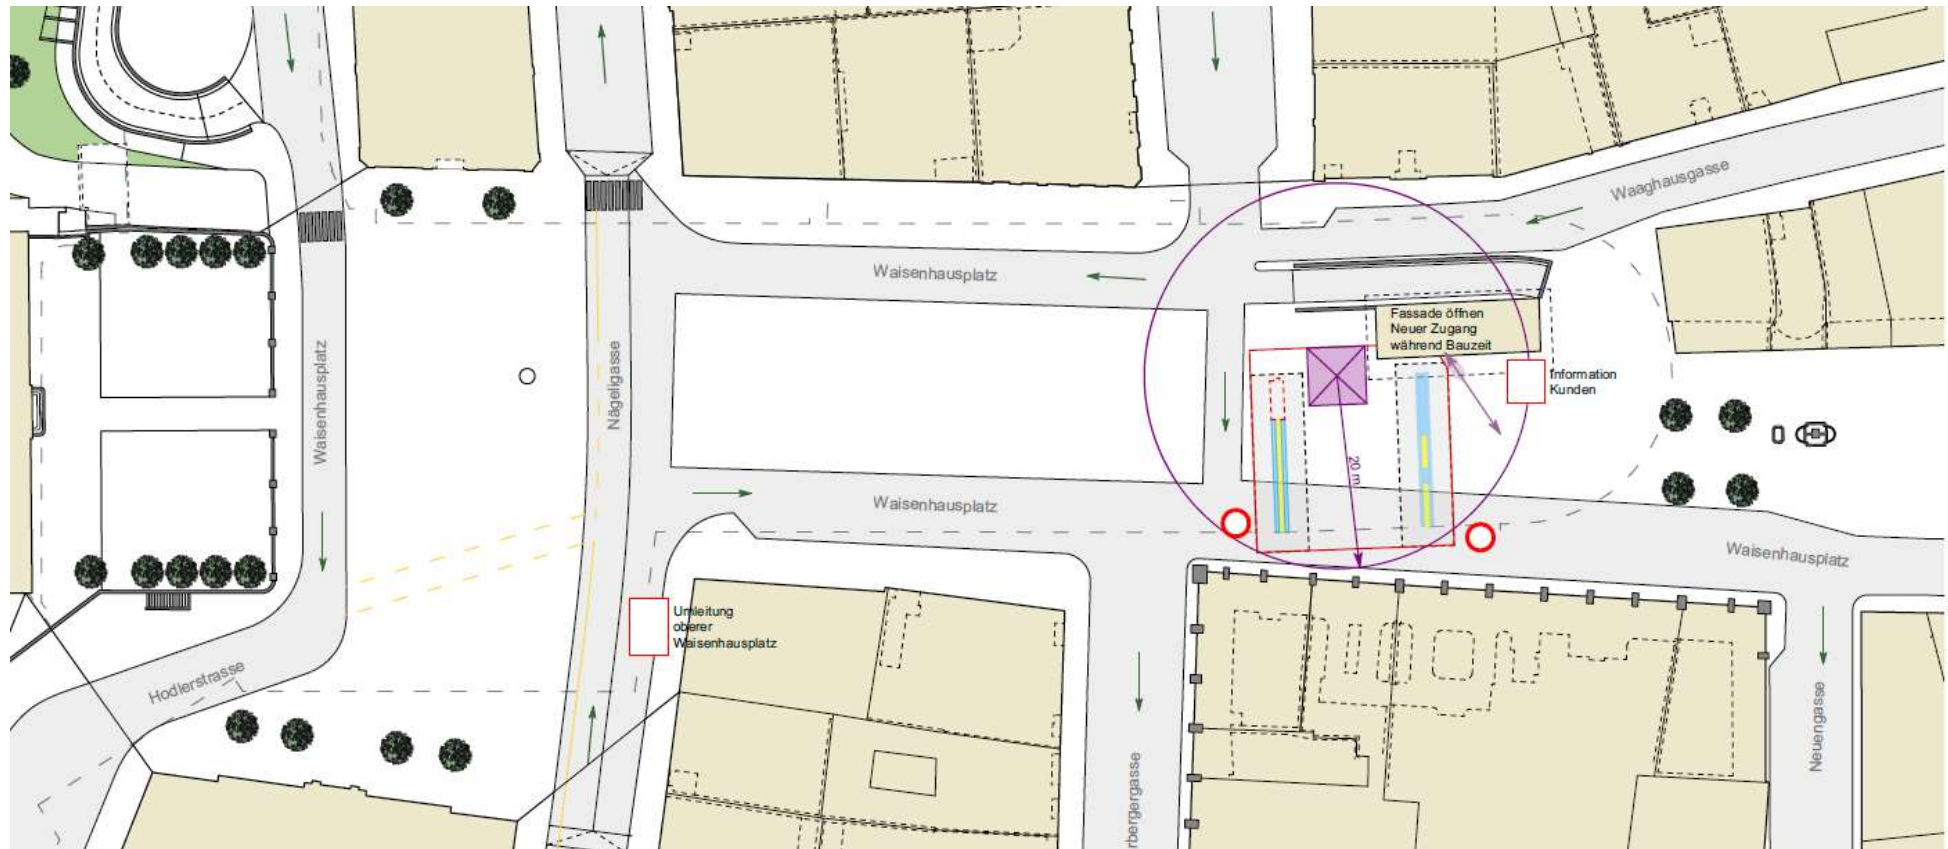 Waaghausgasse
Waisenhausplatz
Fassade öffnen
Neuer Zugang
während Bauzeit
Information
Kunden
Waisenhausplatz
Nägeligasse
20 m
Waisenhausplatz
Waisenhausplatz
Umleitung
oberer
Waisenhausplatz
Hodlerstrasse
Neuengasse
rbergergasse